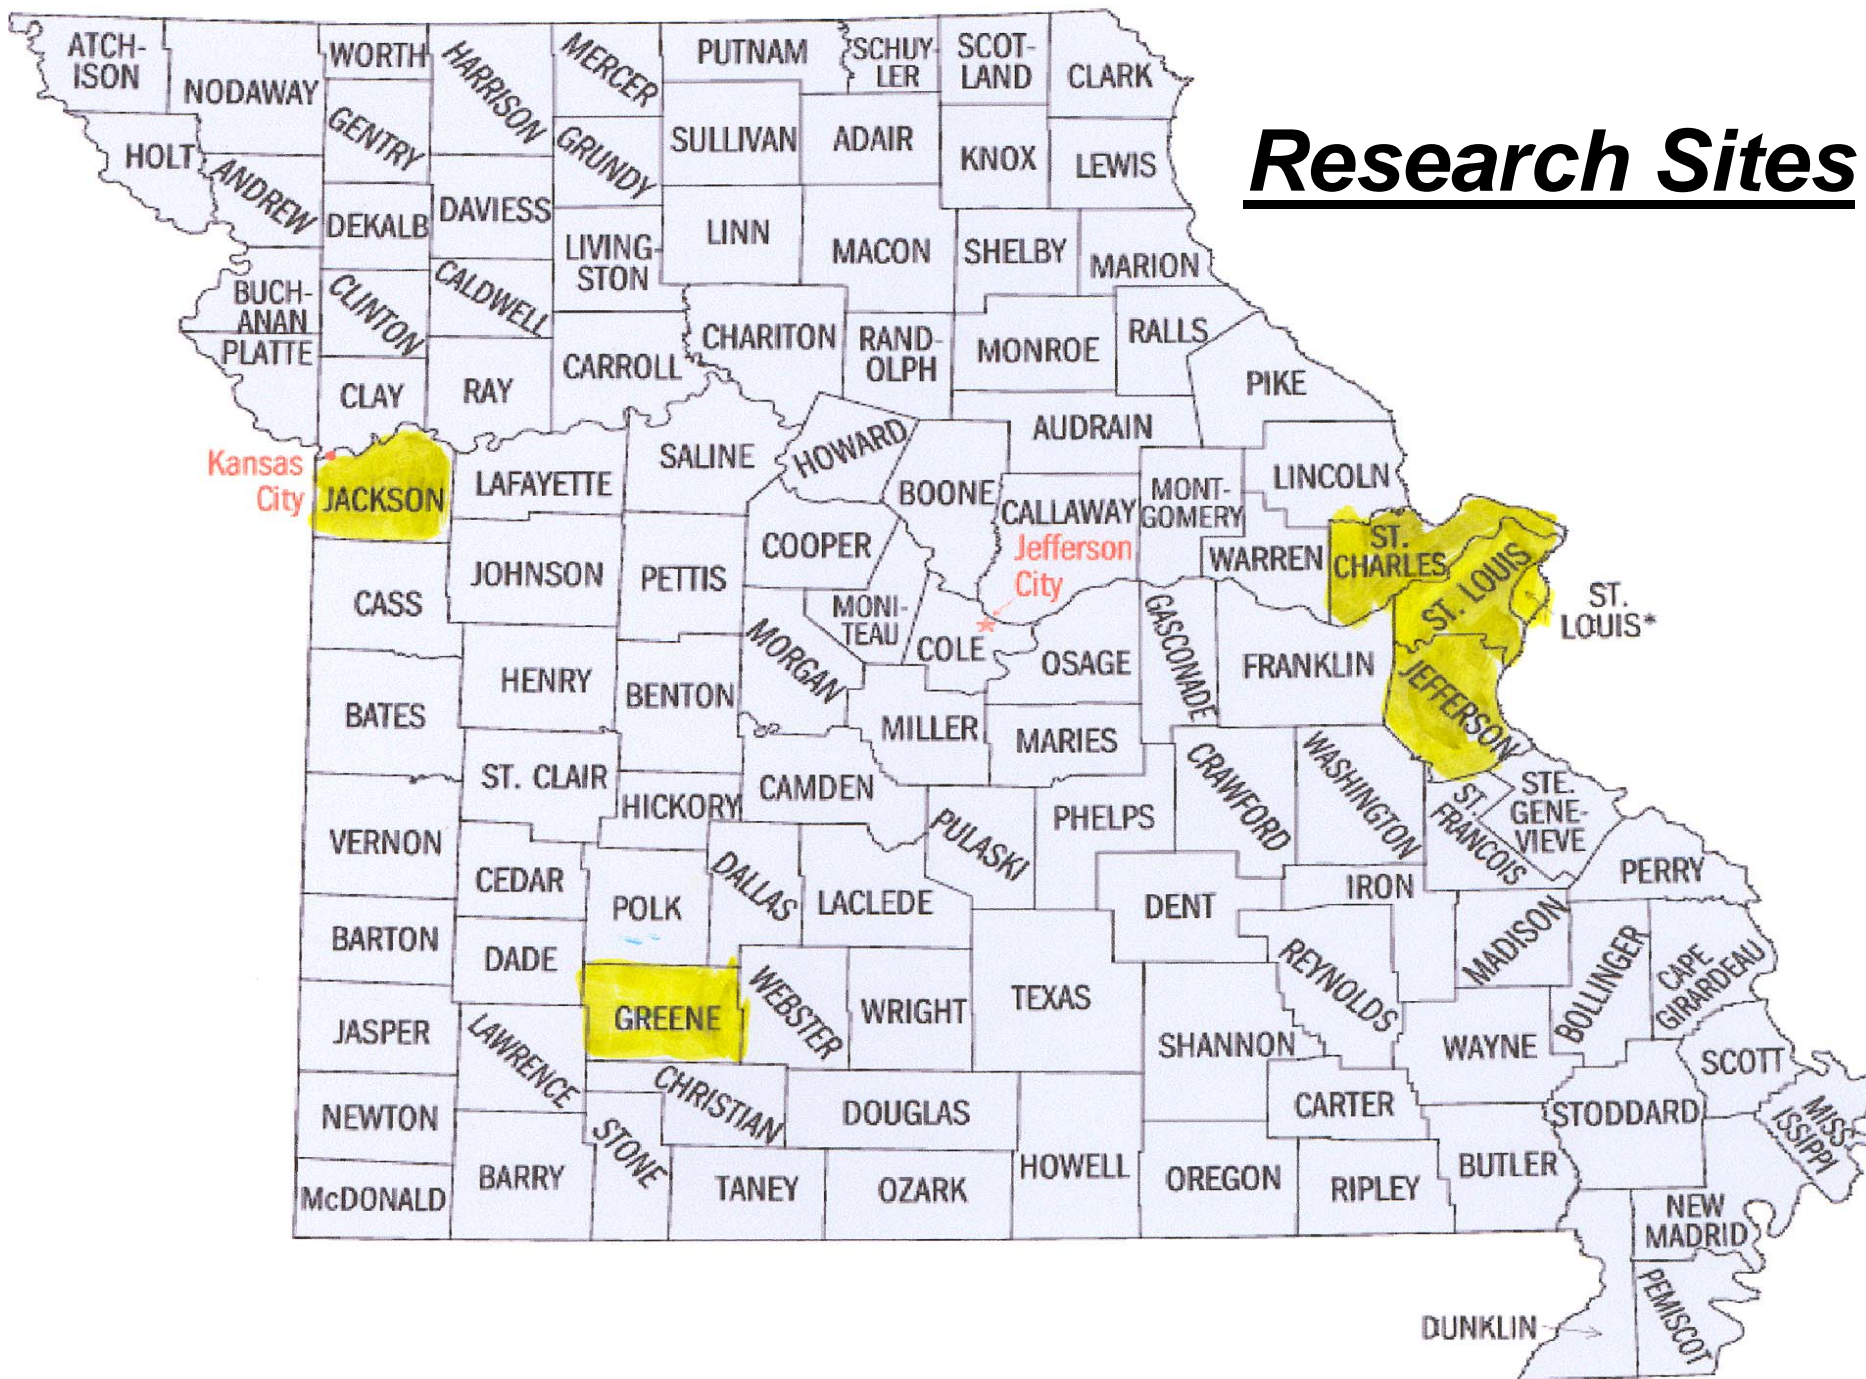 Research Sites
ATCH-
ISON
NODAWAY
WORTH
HARRISON
MERCER
PUTNAM
SCHUY-
LER
SCOT-
LAND
CLARK
HOLT
ANDREW
GENTRY
DEKALB
DAVIESS
GRUNDY
SULLIVAN
ADAIR
KNOX
LEWIS
BUCH-
ANAN
CLINTON
CALDWELL
LIVING-
STON
LINN
MACON
SHELBY
MARION
PLATTE
CLAY
RAY
CARROLL
CHARITON
RAND-
OLPH
MONROE
RALLS
PIKE
AUDRAIN
Kansas
City
JACKSON
LAFAYETTE
SALINE
HOWARD
BOONE
CALLAWAY
MONT-
GOMERY
LINCOLN
WARREN
ST.
CHARLES
ST. LOUIS
ST.
LOUIS*
Jefferson
City
CASS
JOHNSON
PETTIS
COOPER
MONI-
TEAU
COLE
OSAGE
GASCONADE
FRANKLIN
JEFFERSON
BATES
HENRY
BENTON
MORGAN
MILLER
MARIES
ST. CLAIR
HICKORY
CAMDEN
PULASKI
PHELPS
CRAWFORD
WASHINGTON
ST.
FRANCOIS
STE.
GENE-
VIEVE
PERRY
VERNON
CEDAR
POLK
DALLAS
LACLEDE
DENT
IRON
MADISON
BOLLINGER
CAPE
GIRARDEAU
BARTON
DADE
GREENE
WEBSTER
WRIGHT
TEXAS
REYNOLDS
SHANNON
WAYNE
SCOTT
JASPER
LAWRENCE
CHRISTIAN
DOUGLAS
CARTER
STODDARD
MISS-
ISSIPPI
NEWTON
STONE
HOWELL
OREGON
RIPLEY
BUTLER
McDONALD
BARRY
TANEY
OZARK
NEW
MADRID
DUNKLIN
PEMISCOT